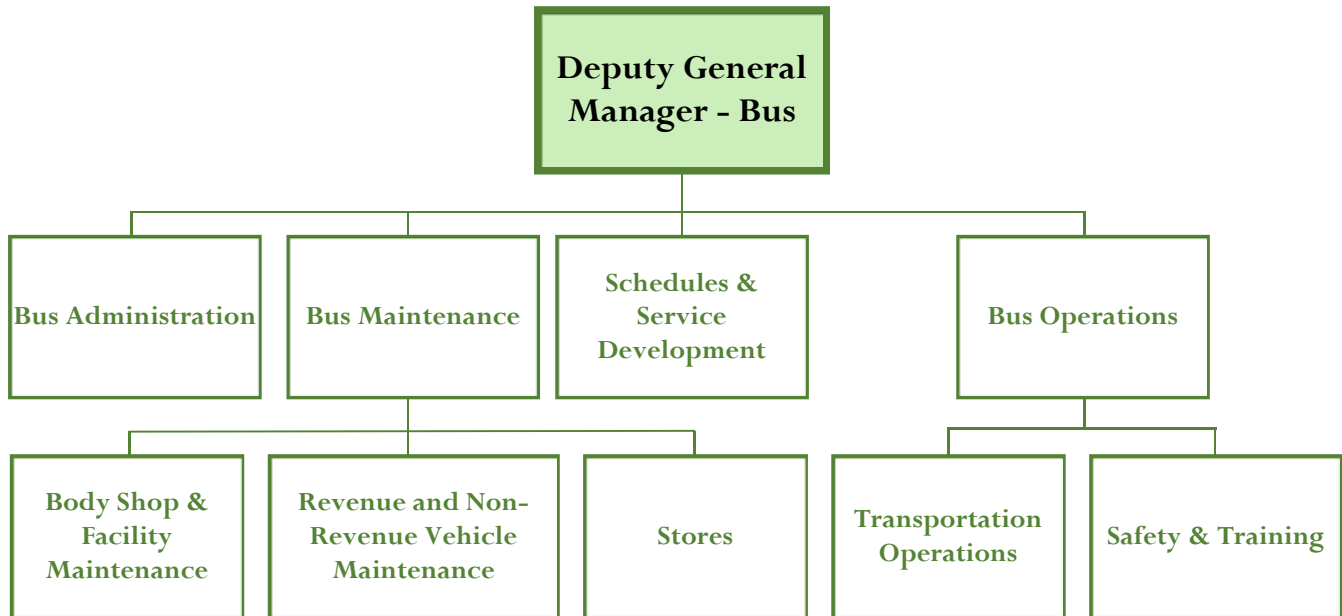 Deputy General
Manager - Bus
Bus Administration
Bus Maintenance
Schedules &
Service
Development
Bus Operations
Body Shop &
Facility
Maintenance
Revenue and Non-
Revenue Vehicle
Maintenance
Stores
Transportation
Operations
Safety & Training